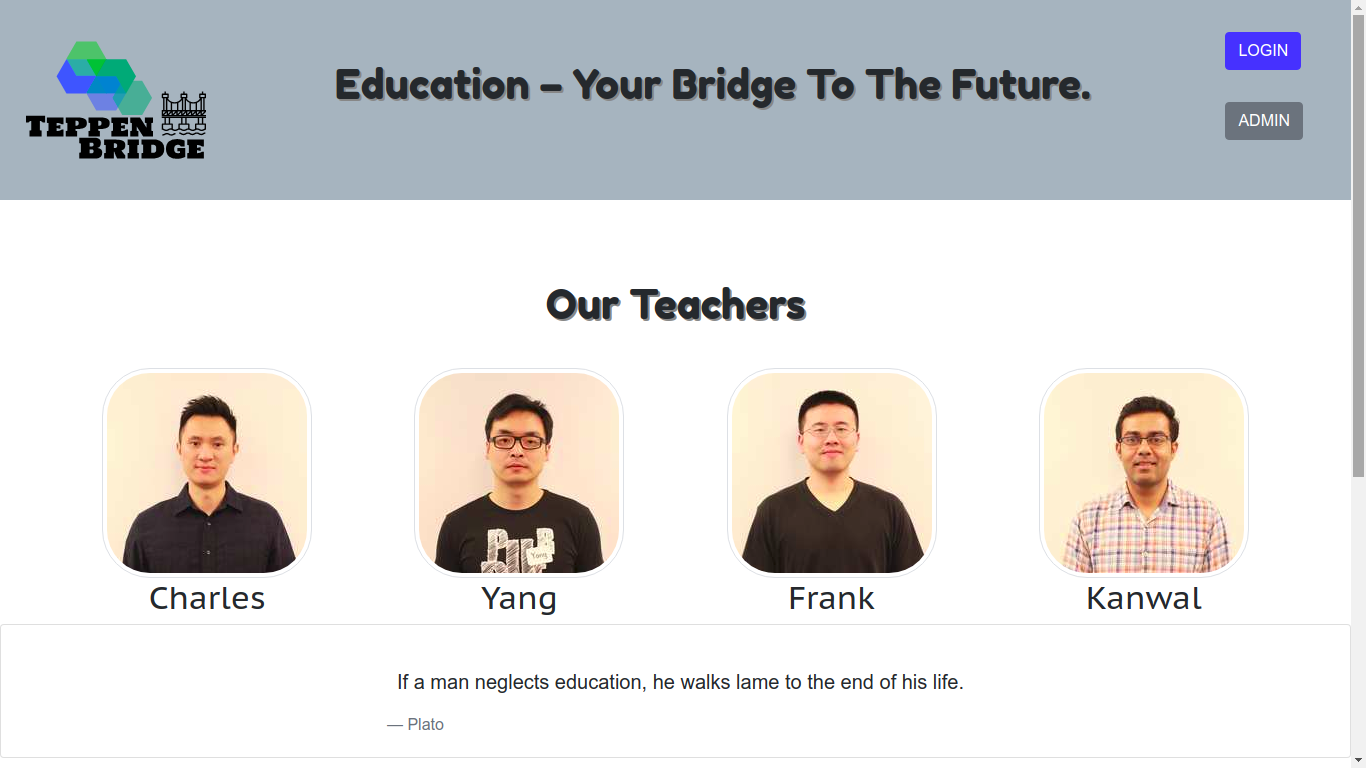 TEPPEN
BRIDGE
Education – Your Bridge To The Future.
LOGIN
ADMIN
Our Teachers
Yang
Charles
Yang
Frank
Kanwal
If a man neglects education, he walks lame to the end of his life.
— Plato